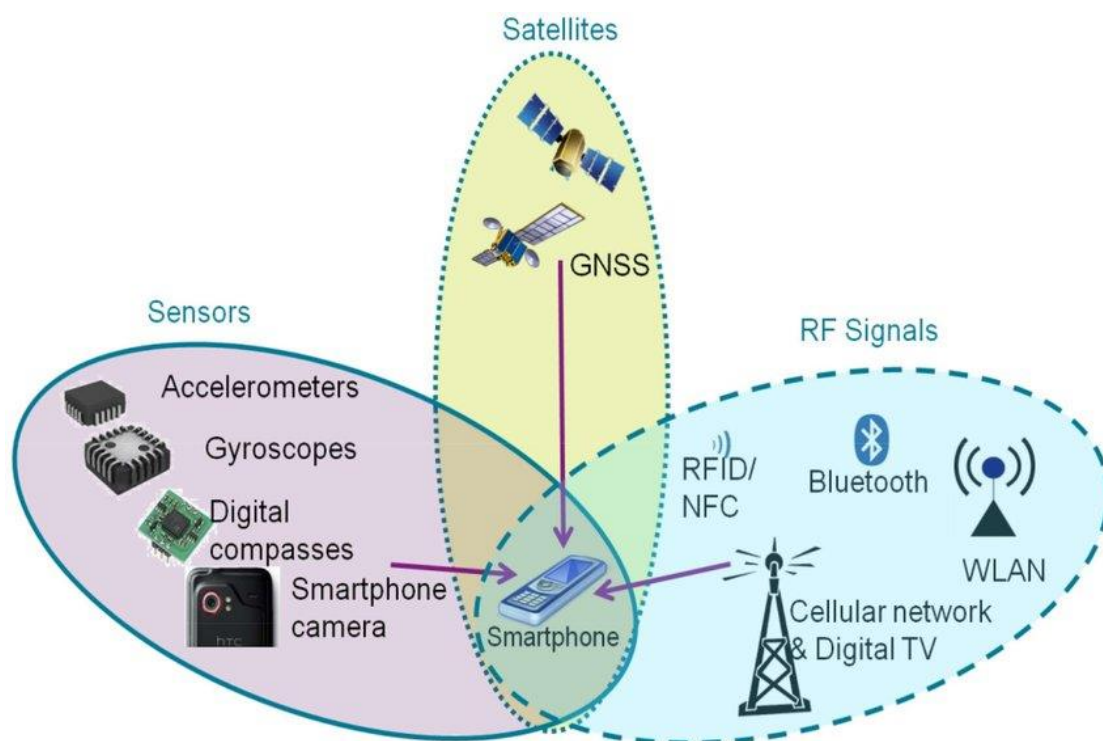 Satellites
GNSS
Sensors
Accelerometers
Gyroscopes
Digital
compasses
Smartphone
camera
hTC
RF Signals
RFID/
NFC
Bluetooth
WLAN
Cellular network
& Digital TV
Smartphone